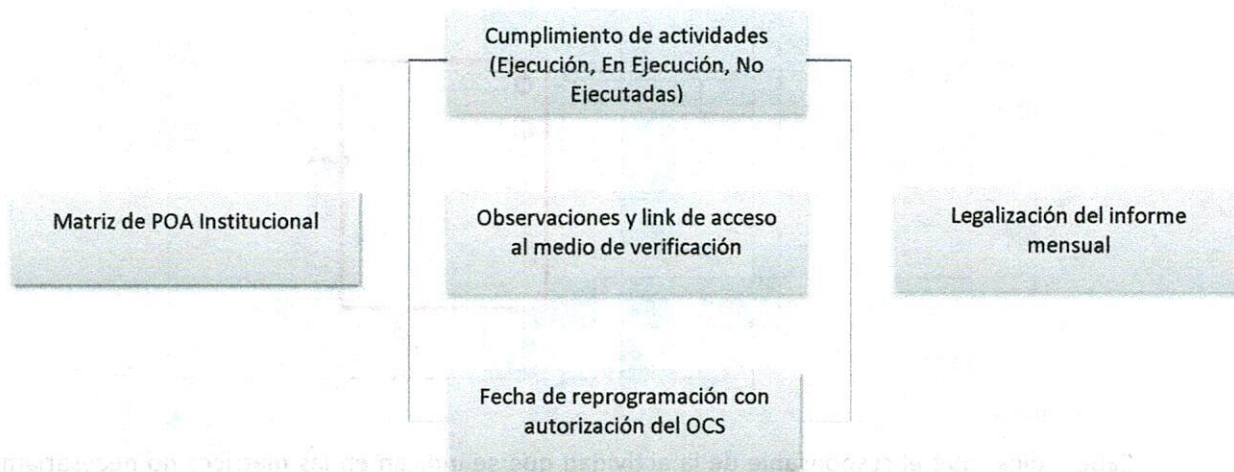 Cumplimiento de actividades
(Ejecución, En Ejecución, No
Ejecutadas)
Matriz de POA Institucional
Observaciones y link de acceso
al medio de verificación
Legalización del informe
mensual
Fecha de reprogramación con
autorización del OCS